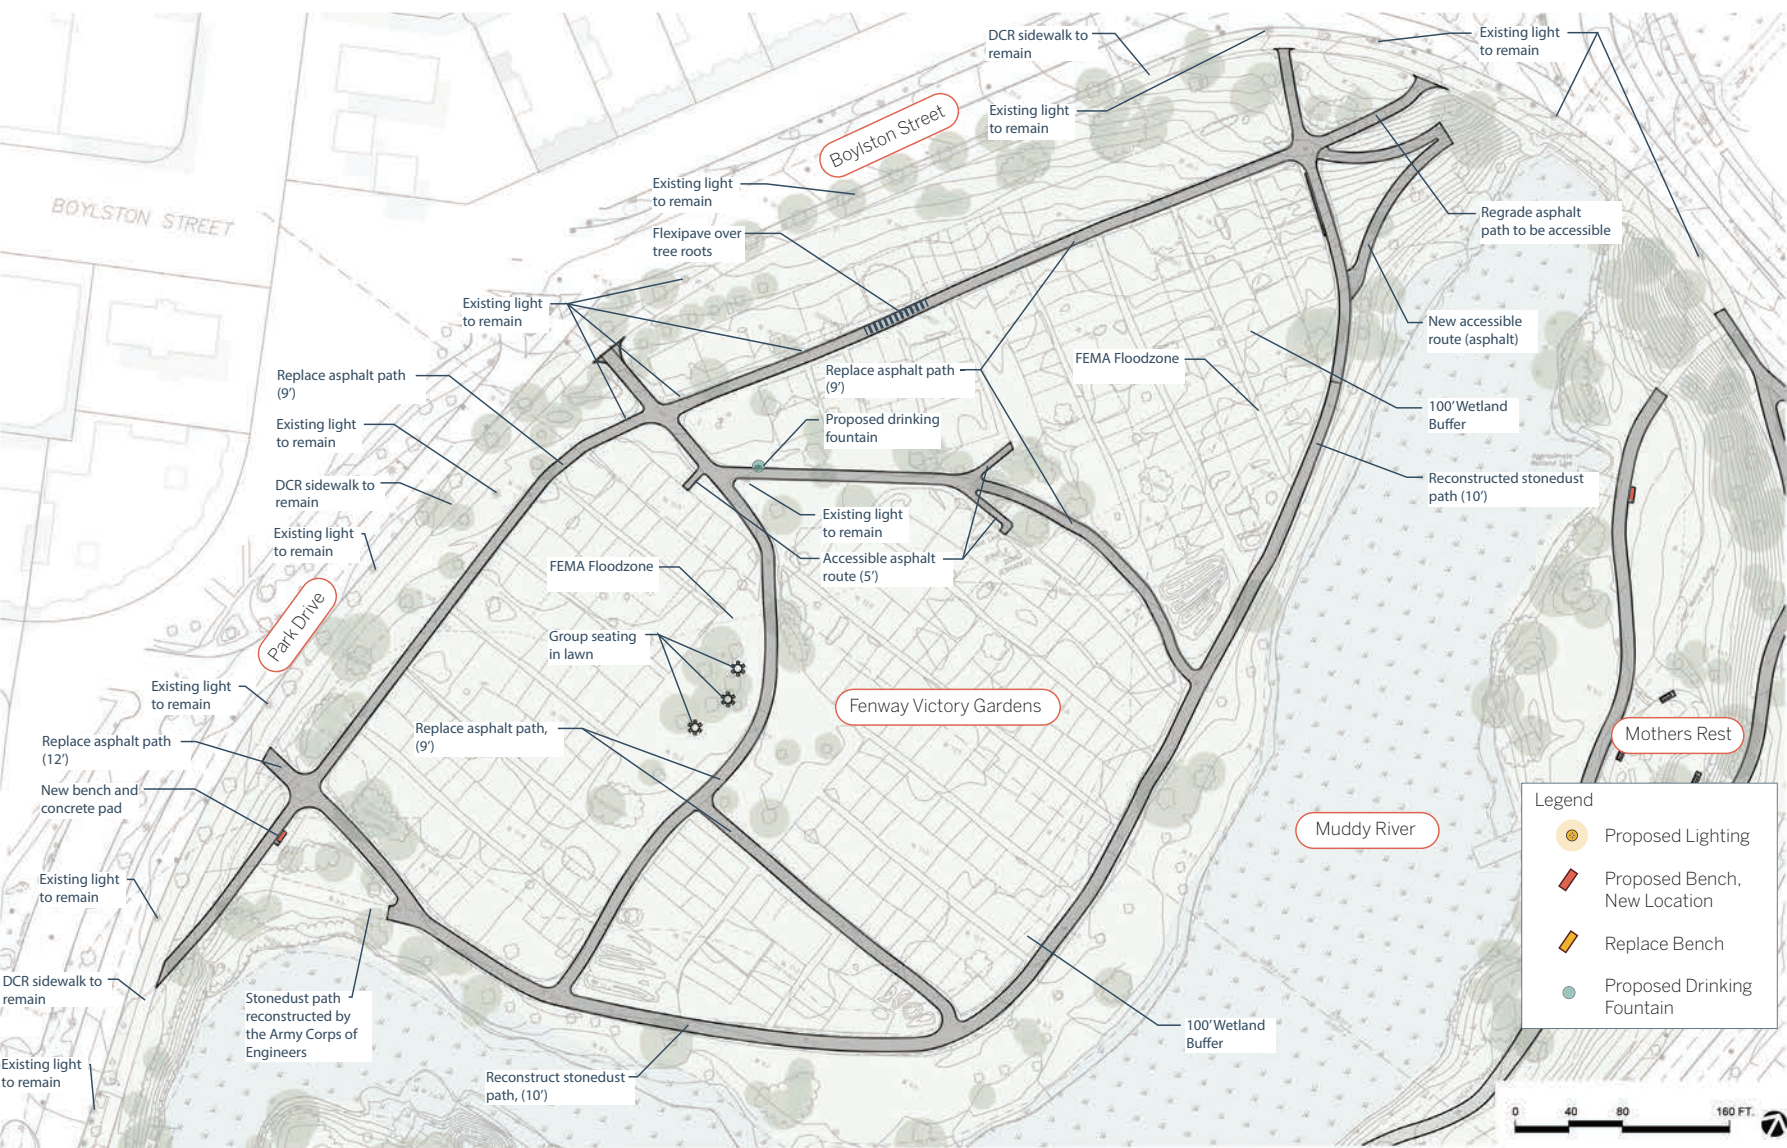 DCR sidewalk to
remain
Existing light
to remain
Existing light
to remain
Boylston Street
Existing light
to remain
BOYLSTON STREET
Regrade asphalt
path to be accessible
Flexipave over
tree roots
Existing light
to remain
New accessible
route (asphalt)
FEMA Floodzone
Replace asphalt path
(9')
Replace asphalt path
(9')
100' Wetland
Buffer
Existing light
to remain
Proposed drinking
fountain
DCR sidewalk to
remain
Reconstructed stonedust
path (10')
Existing light
to remain
Existing light
to remain
Accessible asphalt
route (5')
FEMA Floodzone
Park Drive
Group seating
in lawn
Existing light
to remain
Fenway Victory Gardens
Replace asphalt path,
(9')
Mothers Rest
Replace asphalt path
(12')
New bench and
concrete pad
Muddy River
Legend
Proposed Lighting
Proposed Bench,
New Location
Replace Bench
Proposed Drinking
Fountain
Existing light
to remain
DCR sidewalk to
remain
Stonedust path
reconstructed by
the Army Corps of
Engineers
100' Wetland
Buffer
Existing light
to remain
Reconstruct stonedust
path, (10')
0 40 80 160 FT.